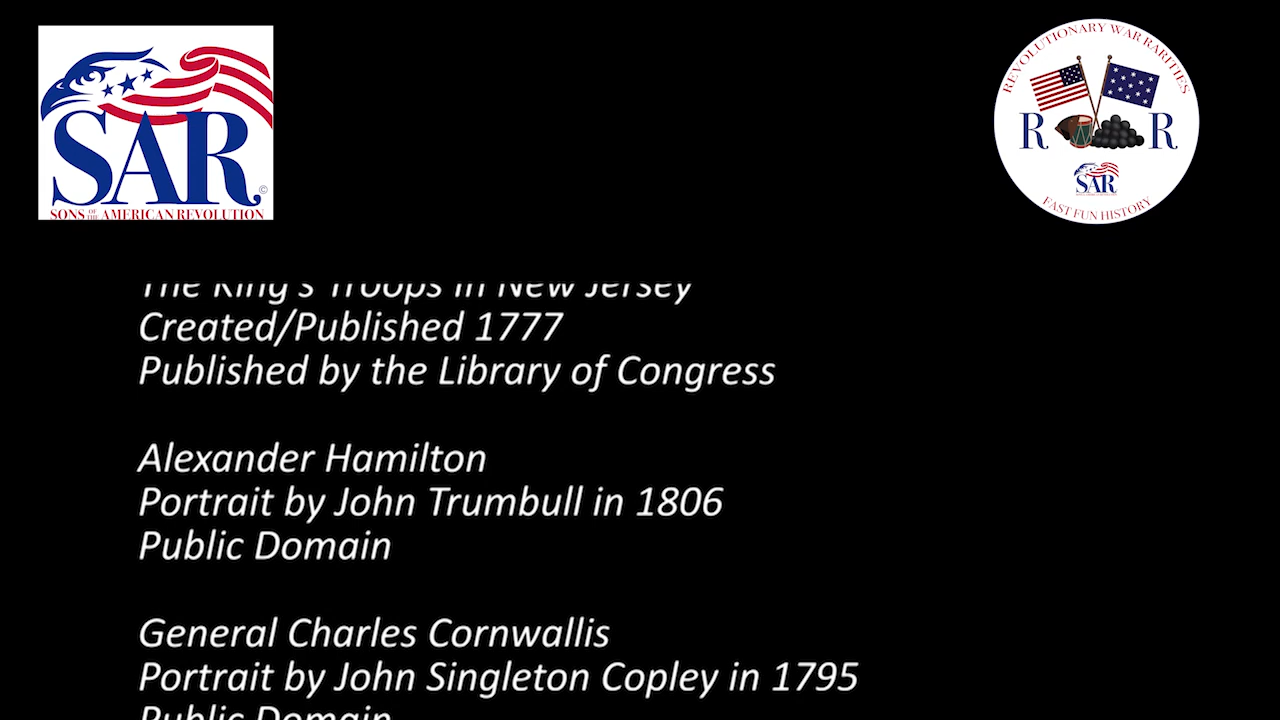 SAR
©
SONS OF THE AMERICAN REVOLUTION
REVOLUTIONARY WAR RARITIES
R R
SAR
FAST FUN HISTORY
The King's Troops in New Jersey
Created/Published 1777
Published by the Library of Congress
Alexander Hamilton
Portrait by John Trumbull in 1806
Public Domain
General Charles Cornwallis
Portrait by John Singleton Copley in 1795
Public Domain